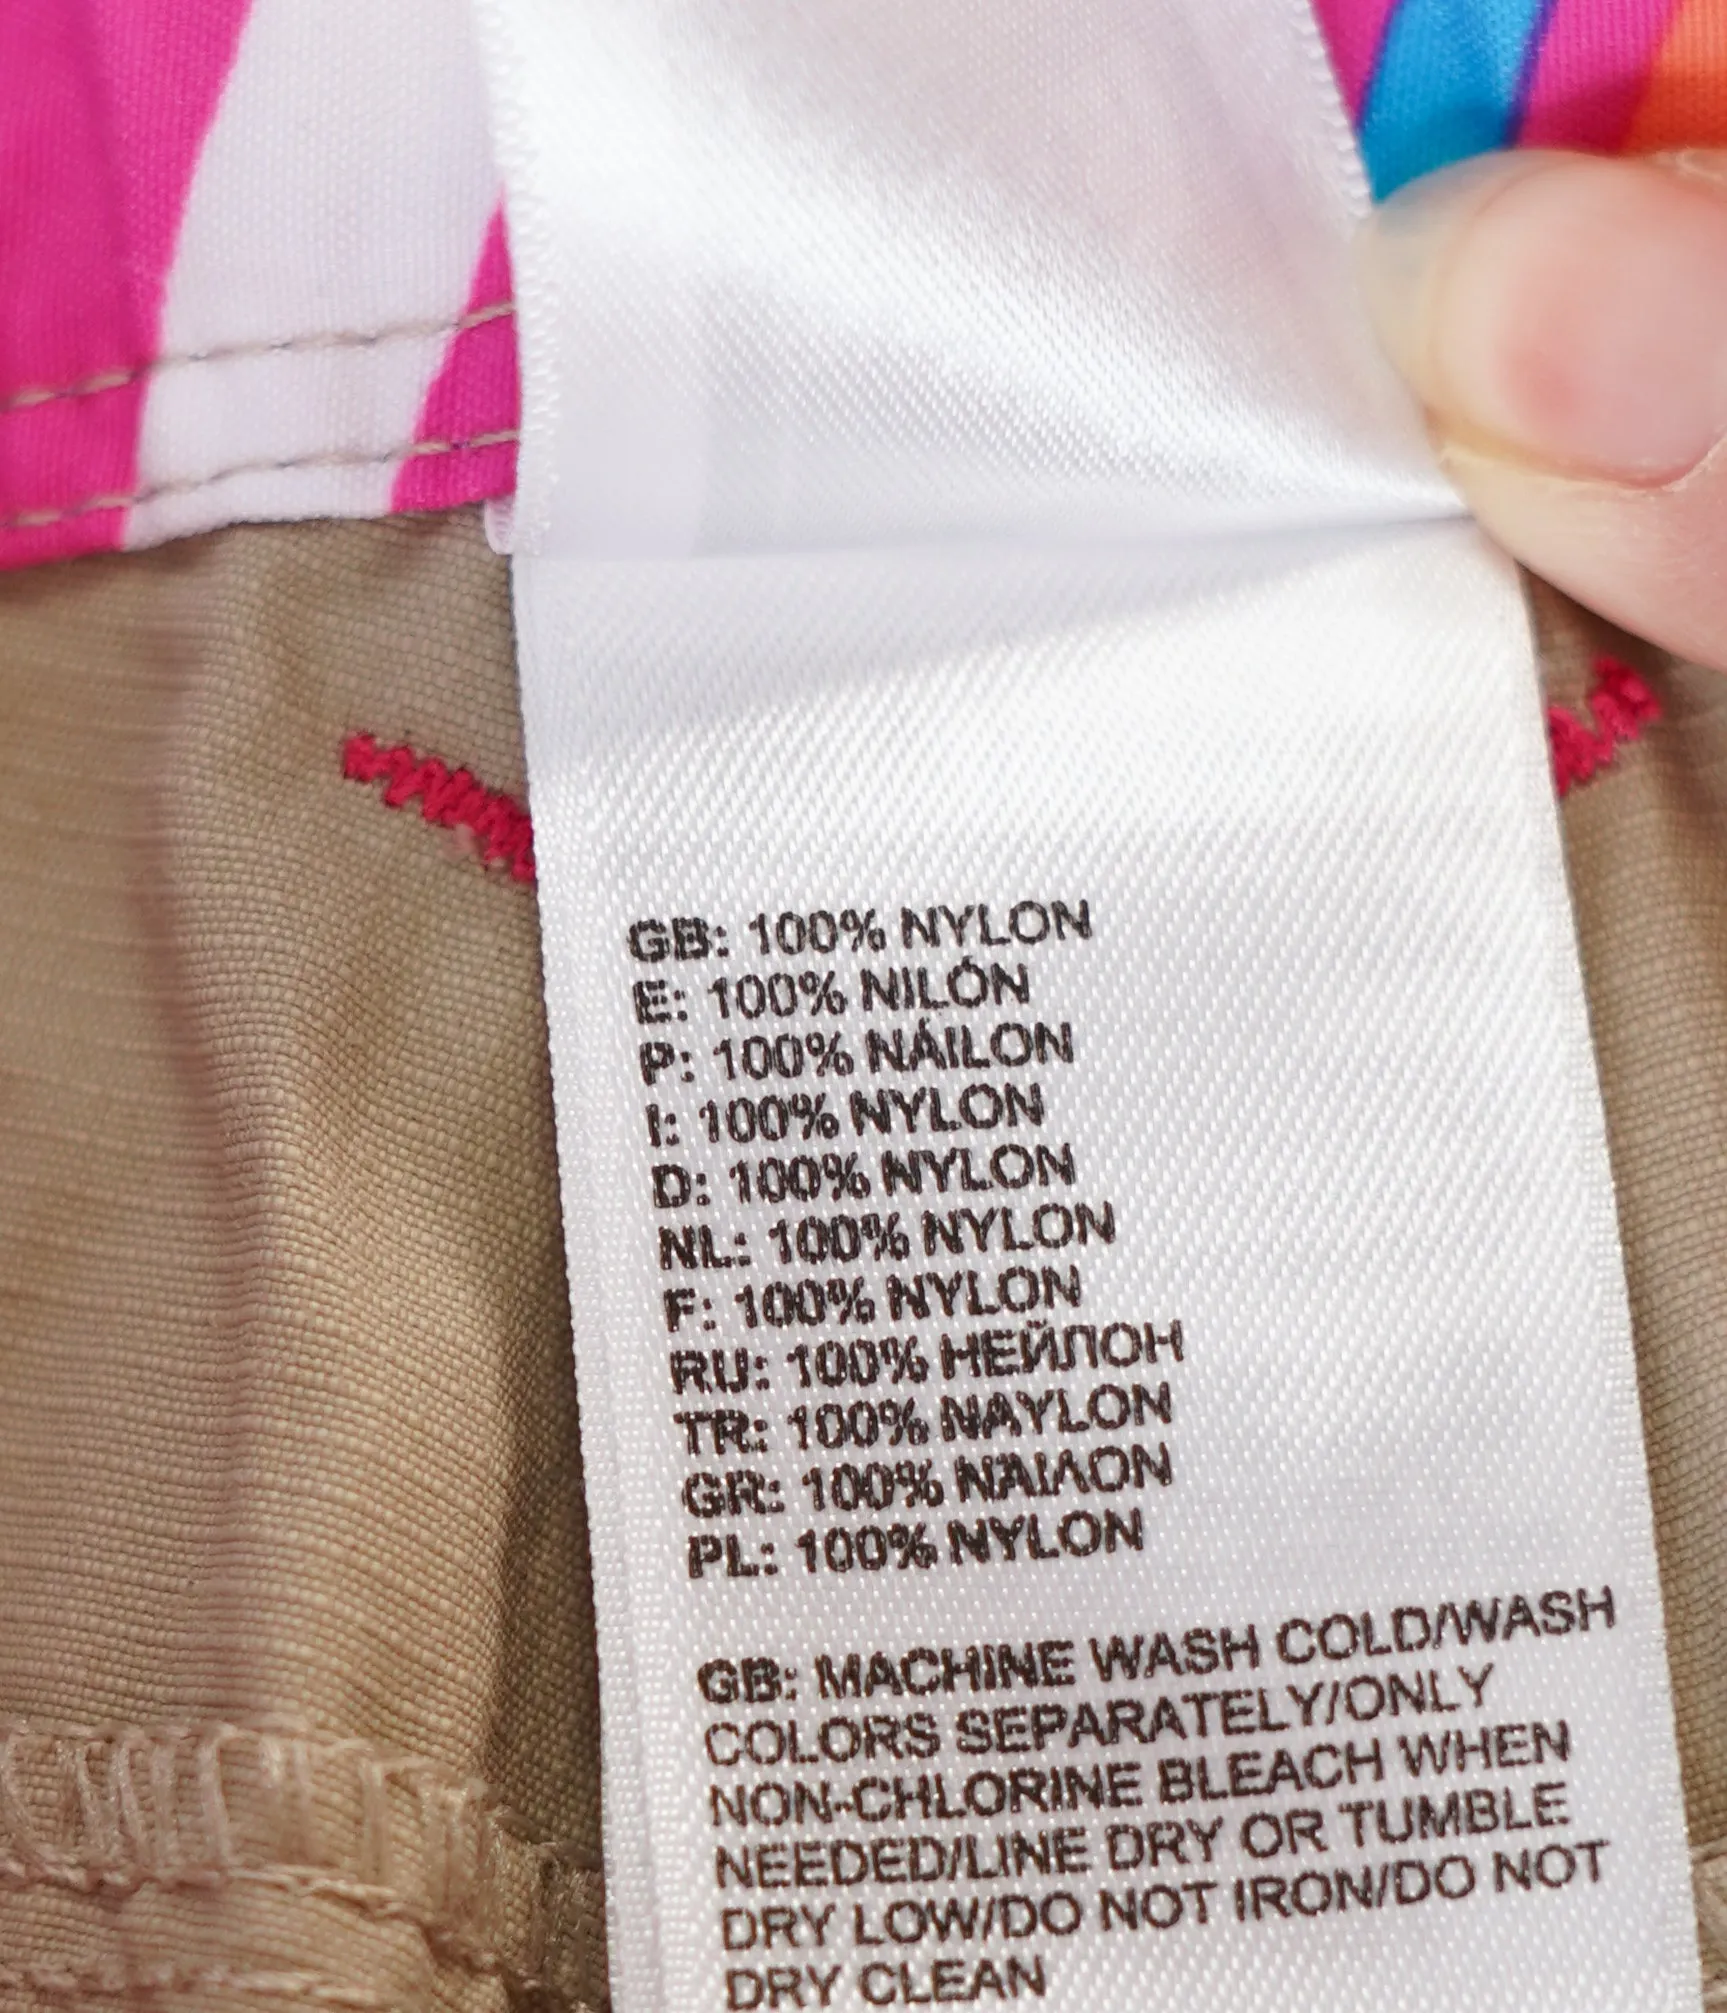 GB: 100% NYLON
E: 100% NILÓN
P: 100% NÁILON
I: 100% NYLON
D: 100% NYLON
NL: 100% NYLON
F: 100% NYLON
RU: 100% НЕЙЛОН
TR: 100% NAYLON
GR: 100% ΝΑΙΛΟΝ
PL: 100% NYLON
GB: MACHINE WASH COLD/WASH
COLORS SEPARATELY/ONLY
NON-CHLORINE BLEACH WHEN
NEEDED/LINE DRY OR TUMBLE
DRY LOW/DO NOT IRON/DO NOT
DRY CLEAN